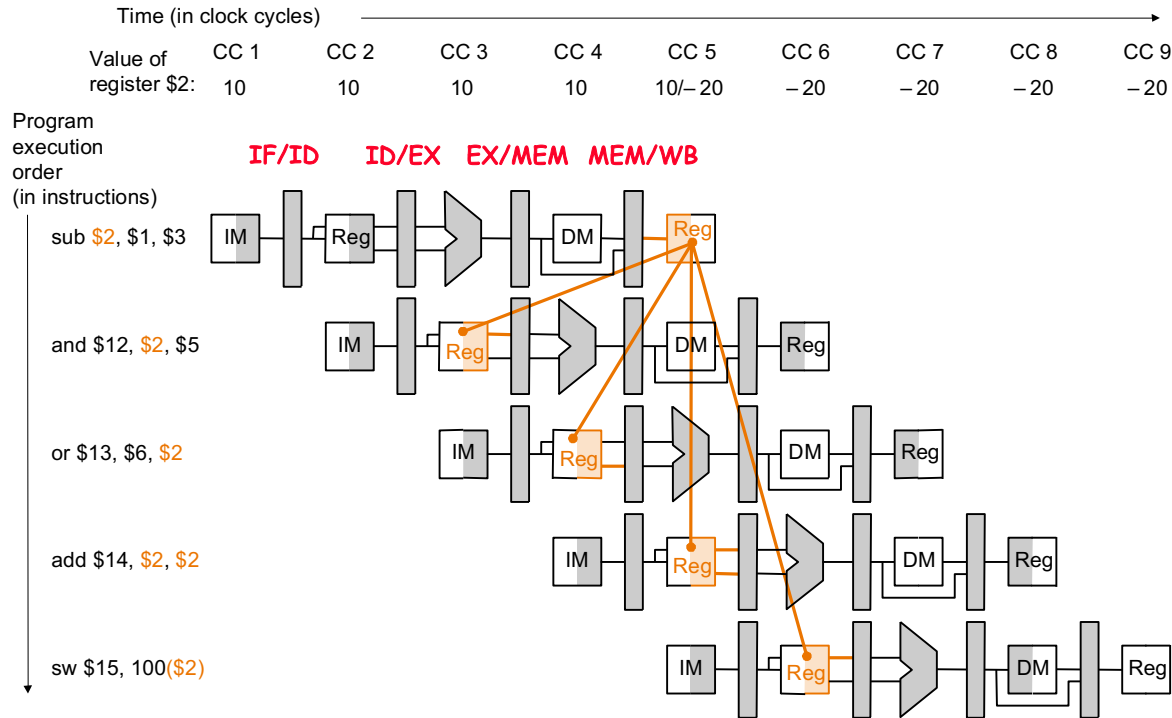 Time (in clock cycles)
CC 1 CC 2 CC 3 CC 4 CC 5 CC 6 CC 7 CC 8 CC 9
Value of
register $2:
10 10 10 10 10/– 20 – 20 – 20 – 20 – 20
Program
execution
order
(in instructions)
IF/ID ID/EX EX/MEM MEM/WB
sub $2, $1, $3
IM Reg DM Reg
and $12, $2, $5
IM Reg DM Reg
or $13, $6, $2
IM Reg DM Reg
add $14, $2, $2
IM Reg DM Reg
sw $15, 100($2)
IM Reg DM Reg